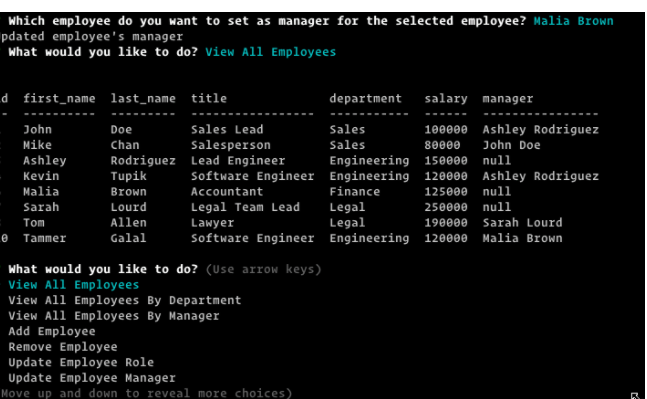 Which employee do you want to set as manager for the selected employee? Malia Brown
pdated employee's manager
What would you like to do? View All Employees
d first_name last_name title department salary manager
-- ---------- --------- ----------------- ----------- ------ ----------------
John Doe Sales Lead Sales 100000 Ashley Rodriguez
Mike Chan Salesperson Sales 80000 John Doe
Ashley Rodriguez Lead Engineer Engineering 150000 null
Kevin Tupik Software Engineer Engineering 120000 Ashley Rodriguez
Malia Brown Accountant Finance 125000 null
Sarah Lourd Legal Team Lead Legal 250000 null
Tom Allen Lawyer Legal 190000 Sarah Lourd
0 Tammer Galal Software Engineer Engineering 120000 Malia Brown
What would you like to do? (Use arrow keys)
View All Employees
View All Employees By Department
View All Employees By Manager
Add Employee
Remove Employee
Update Employee Role
Update Employee Manager
Move up and down to reveal more choices)